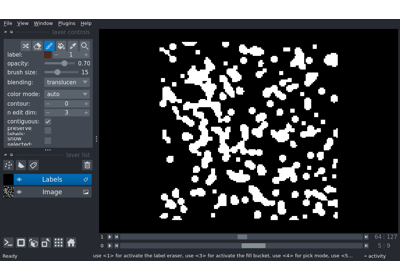 File View Window Plugins Help
layer controls
label: 1
opacity: 0.70
brush size: 15
blending: translucen
color mode: auto
contour: 0
n edit dim: 3
contiguous:
preserve labels:
show selected:
layer list
Labels
Image
1 64 127
0 5 9
Ready
use <1> for activate the label eraser, use <2> for activate the fill bucket, use <4> for pick mode, use <5...
activity